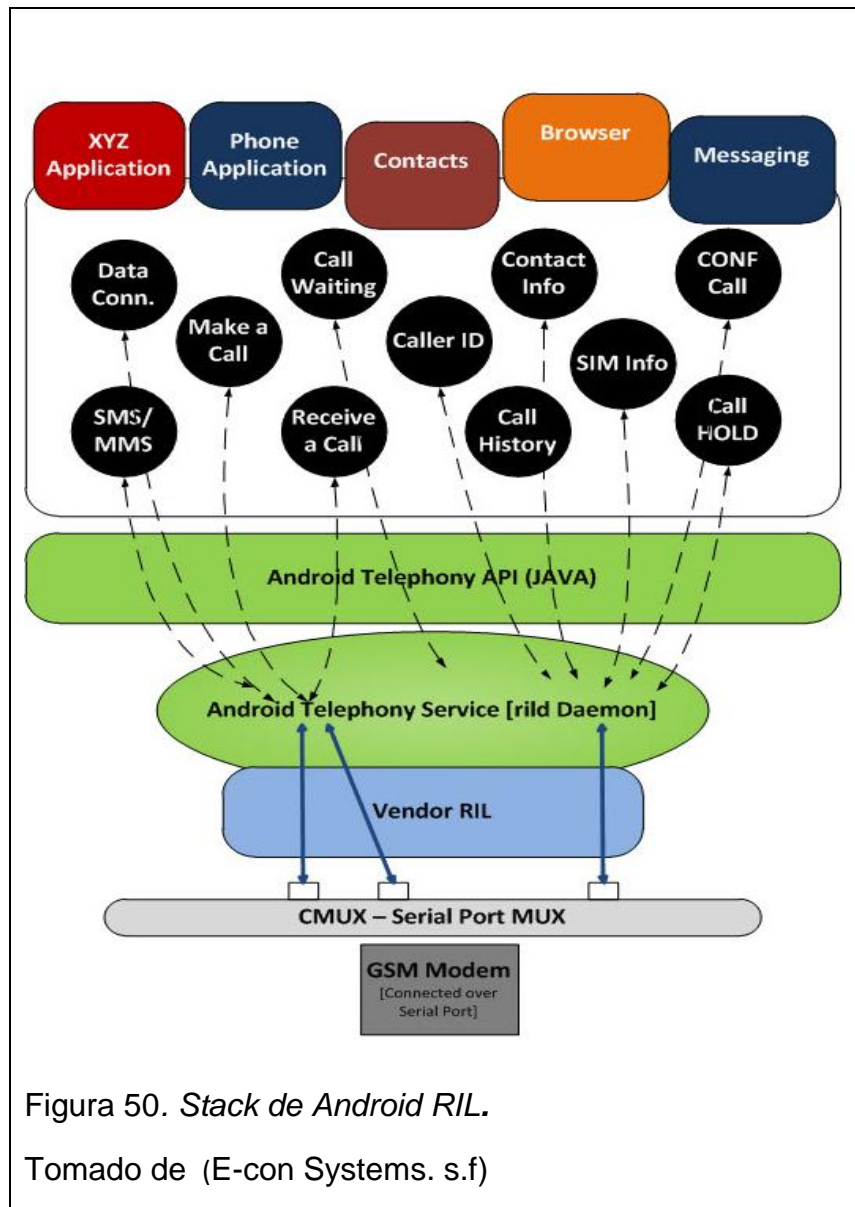 XYZ
Application
Phone
Application
Contacts
Browser
Messaging
Data
Conn.
Make a
Call
Call
Waiting
Caller ID
Contact
Info
SIM Info
CONF
Call
SMS/
MMS
Receive
a Call
Call
History
Call
HOLD
Android Telephony API (JAVA)
Android Telephony Service [rild Daemon]
Vendor RIL
CMUX – Serial Port MUX
GSM Modem
[Connected over
Serial Port]
Figura 50. Stack de Android RIL.
Tomado de (E-con Systems. s.f)